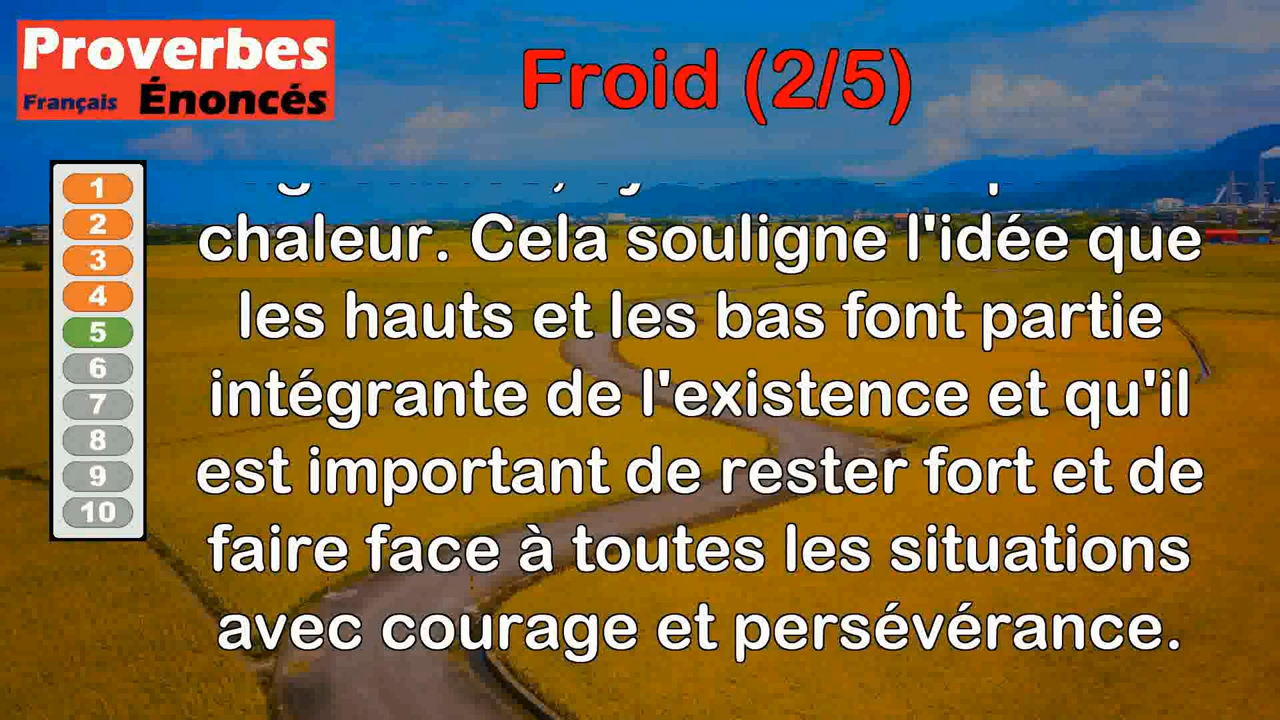 Proverbes
Français Énoncés
Froid (2/5)
1
2
3
4
5
6
7
8
9
10
chaleur. Cela souligne l'idée que
les hauts et les bas font partie
intégrante de l'existence et qu'il
est important de rester fort et de
faire face à toutes les situations
avec courage et persévérance.